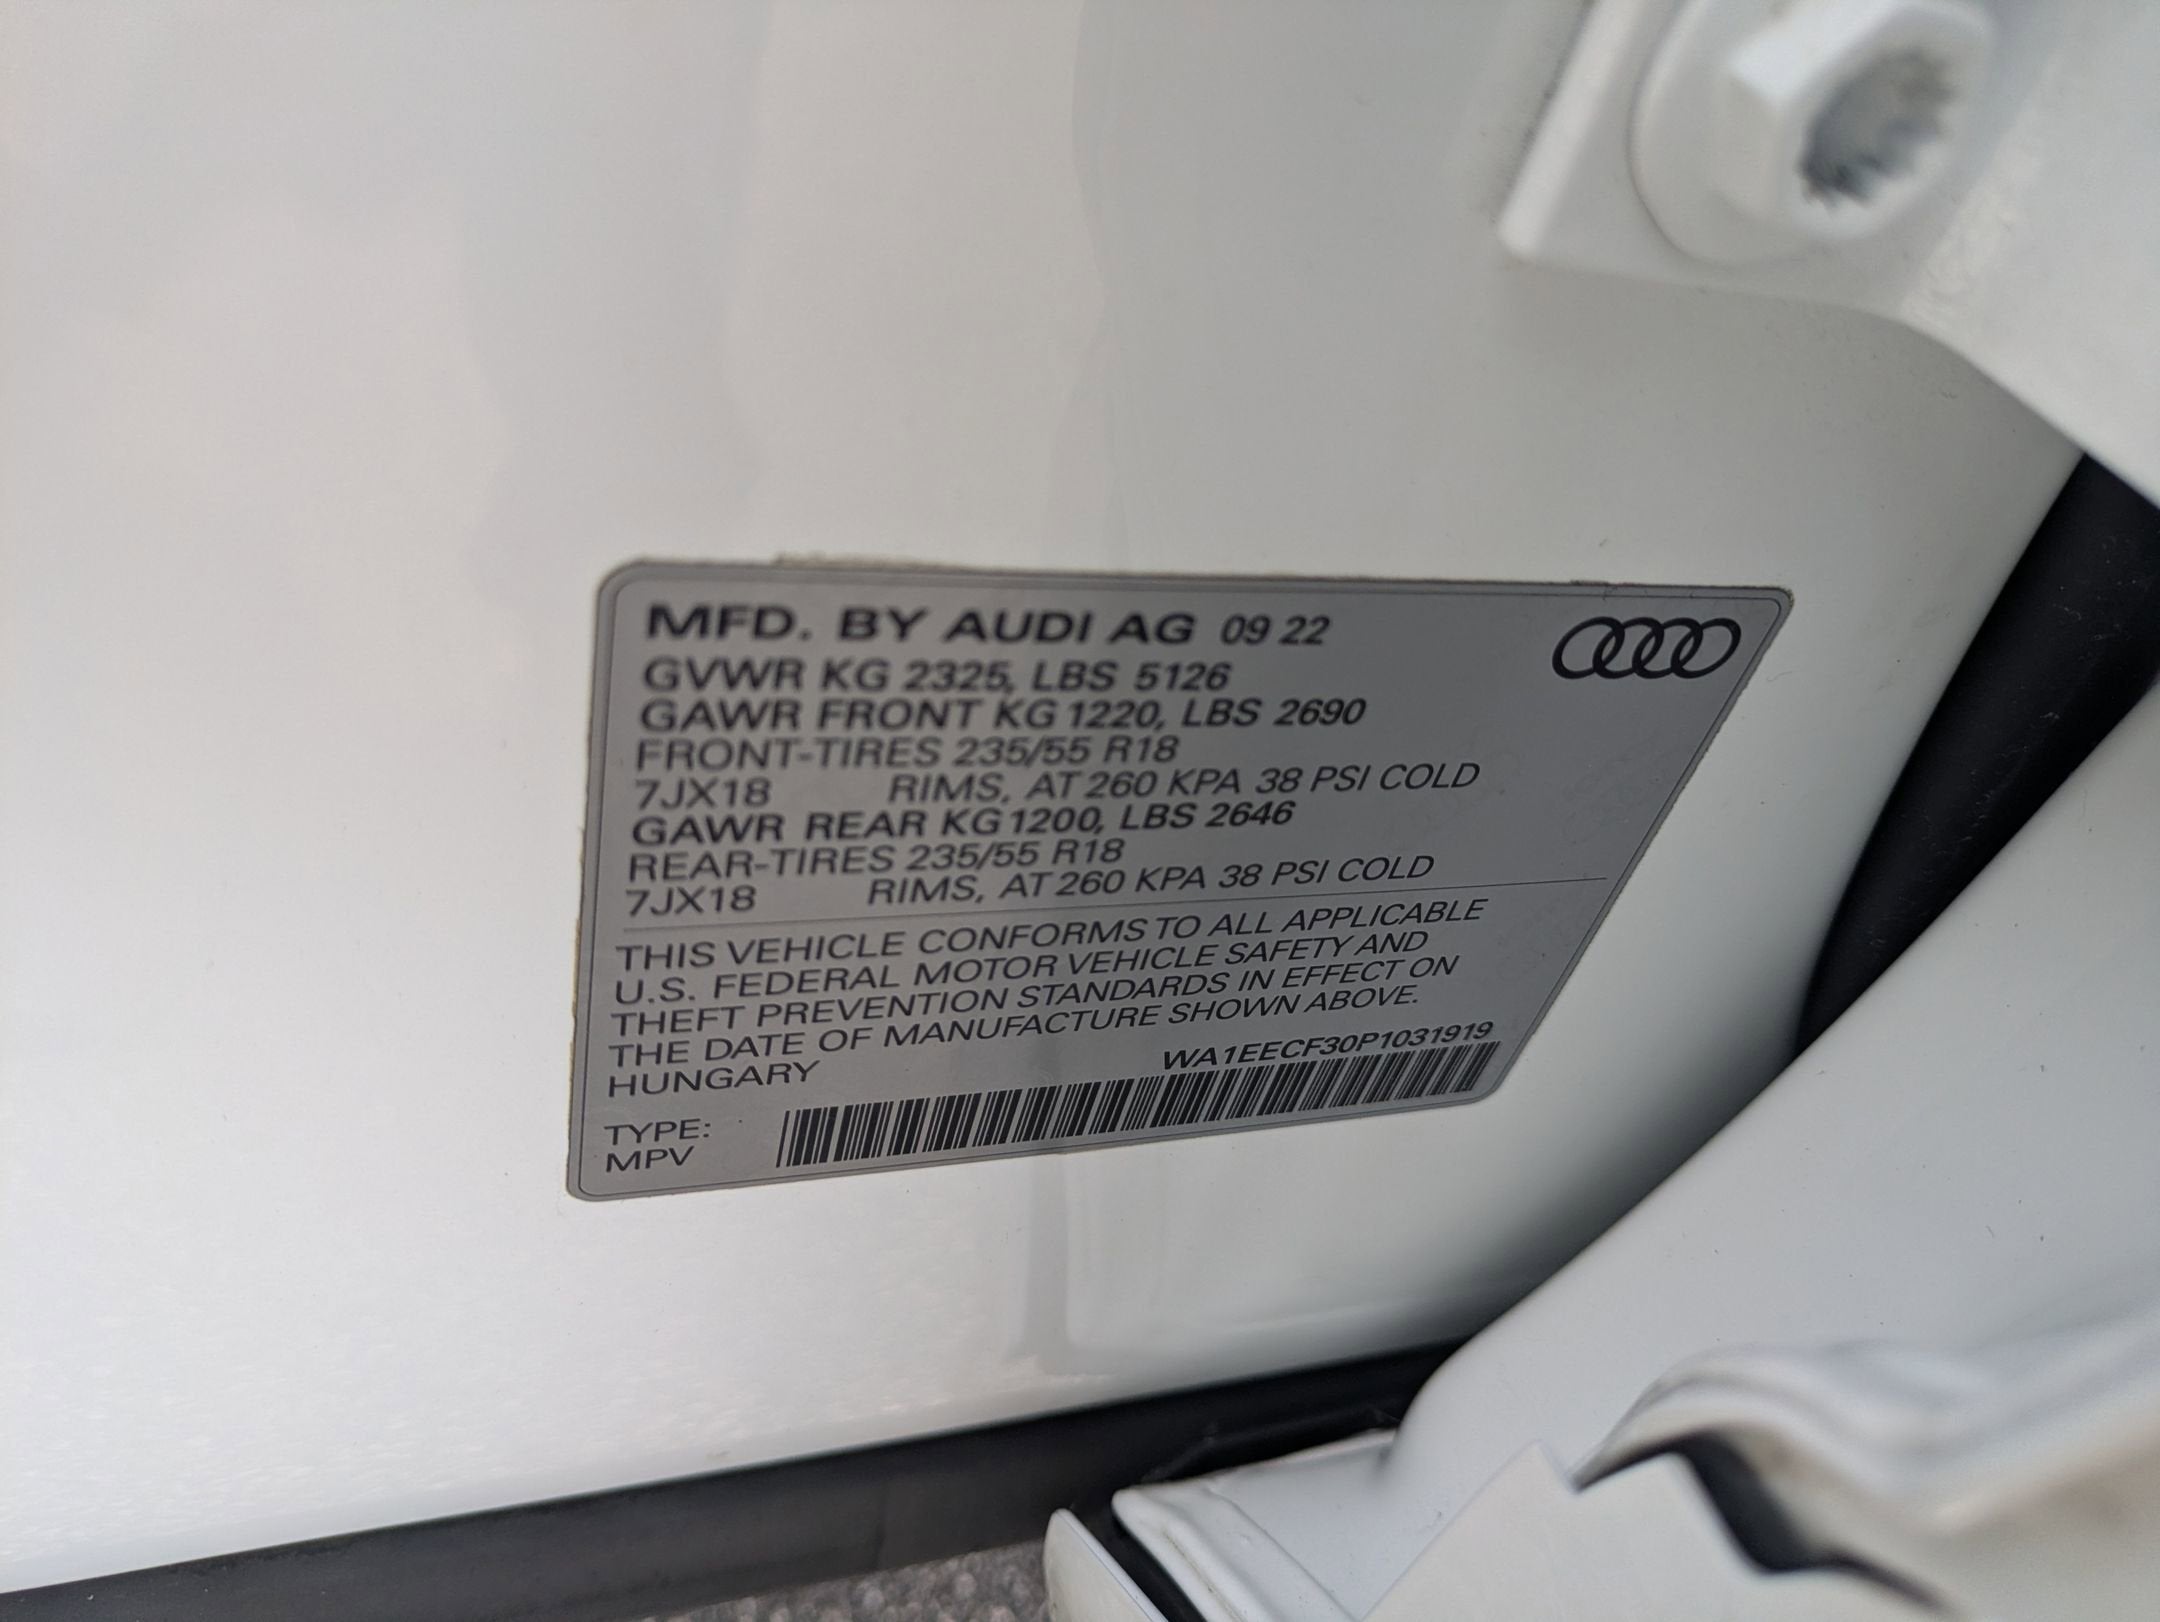 MFD. BY AUDI AG 09 22
GVWR KG 2325, LBS 5126
GAWR FRONT KG 1220, LBS 2690
FRONT-TIRES 235/55 R18
7JX18 RIMS, AT 260 KPA 38 PSI COLD
GAWR REAR KG 1200, LBS 2646
REAR-TIRES 235/55 R18
7JX18 RIMS, AT 260 KPA 38 PSI COLD
THIS VEHICLE CONFORMS TO ALL APPLICABLE
U.S. FEDERAL MOTOR VEHICLE SAFETY AND
THEFT PREVENTION STANDARDS IN EFFECT ON
THE DATE OF MANUFACTURE SHOWN ABOVE.
HUNGARY WA1EECF30P1031919
TYPE:
MPV